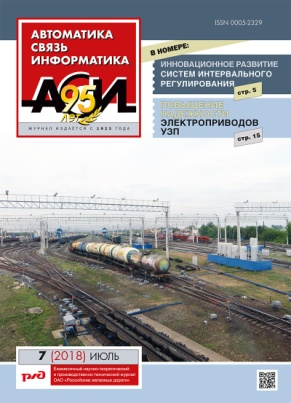 ISSN 0005-2329
АВТОМАТИКА
СВЯЗЬ
ИНФОРМАТИКА
АСИ
95
ЛЕТ
ЖУРНАЛ ИЗДАЕТСЯ С 1923 ГОДА
В НОМЕРЕ:
ИННОВАЦИОННОЕ РАЗВИТИЕ
СИСТЕМ ИНТЕРВАЛЬНОГО
РЕГУЛИРОВАНИЯ
стр. 5
ПОВЫШЕНИЕ
НАДЕЖНОСТИ
ЭЛЕКТРОПРИВОДОВ
УЗП
стр. 15
7 (2018) ИЮЛЬ
РЖД
Ежемесячный научно-теоретический
и производственно-технический журнал
ОАО «Российские железные дороги»